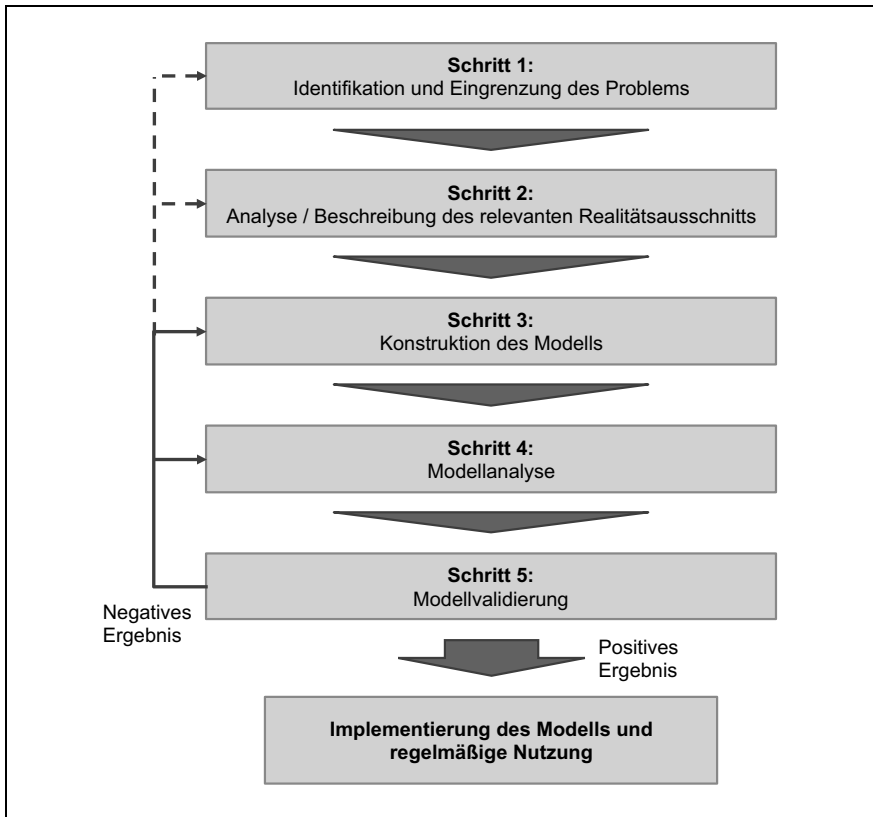 Schritt 1:
Identifikation und Eingrenzung des Problems
Schritt 2:
Analyse / Beschreibung des relevanten Realitätsausschnitts
Schritt 3:
Konstruktion des Modells
Schritt 4:
Modellanalyse
Schritt 5:
Modellvalidierung
Negatives
Ergebnis
Positives
Ergebnis
Implementierung des Modells und
regelmäßige Nutzung